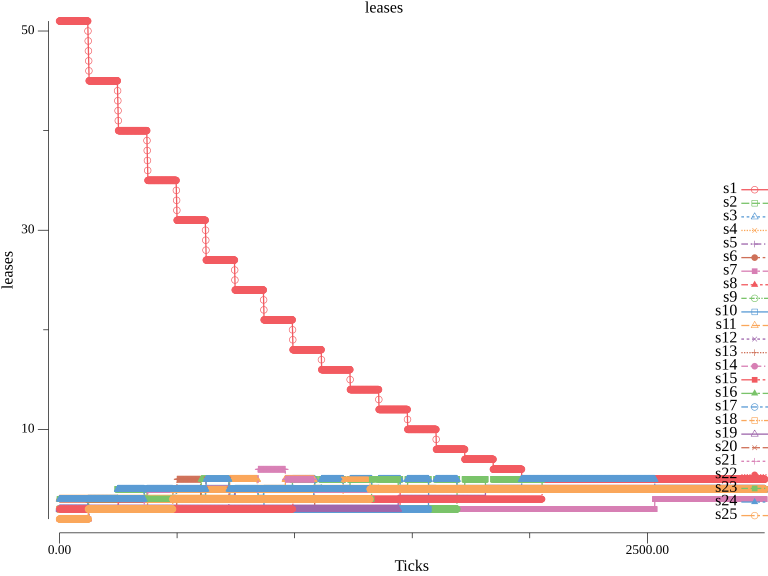 leases
50
30
10
leases
0.00
2500.00
Ticks
s1
s2
s3
s4
s5
s6
s7
s8
s9
s10
s11
s12
s13
s14
s15
s16
s17
s18
s19
s20
s21
s22
s23
s24
s25